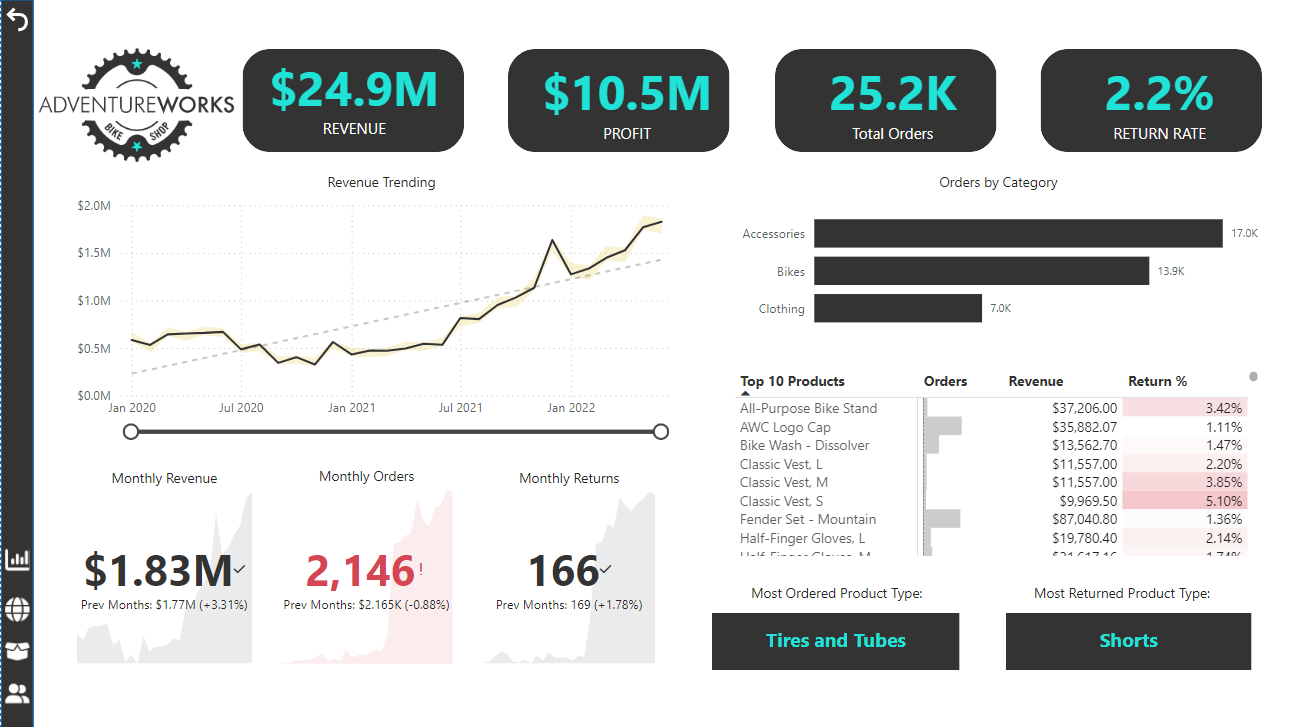 ADVENTUREWORKS
BIKE SHOP
$24.9M
REVENUE
$10.5M
PROFIT
25.2K
Total Orders
2.2%
RETURN RATE
Revenue Trending
$2.0M
$1.5M
$1.0M
$0.5M
$0.0M
Jan 2020 Jul 2020 Jan 2021 Jul 2021 Jan 2022
Orders by Category
Accessories 17.0K
Bikes 13.9K
Clothing 7.0K
Top 10 Products Orders Revenue Return %
All-Purpose Bike Stand $37,206.00 3.42%
AWC Logo Cap $35,882.07 1.11%
Bike Wash - Dissolver $13,562.70 1.47%
Classic Vest, L $11,557.00 2.20%
Classic Vest, M $11,557.00 3.85%
Classic Vest, S $9,969.50 5.10%
Fender Set - Mountain $87,040.80 1.36%
Half-Finger Gloves, L $19,780.40 2.14%
Half-Finger Gloves, M $21,617.16 1.74%
Monthly Revenue
$1.83M
Prev Months: $1.77M (+3.31%)
Monthly Orders
2,146!
Prev Months: $2.165K (-0.88%)
Monthly Returns
166
Prev Months: 169 (+1.78%)
Most Ordered Product Type:
Tires and Tubes
Most Returned Product Type:
Shorts